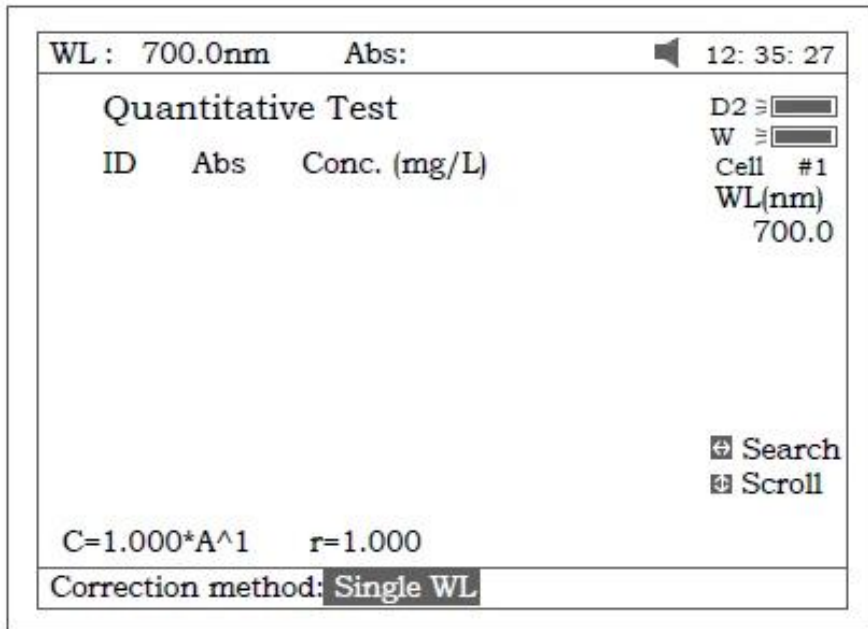 WL : 700.0nm Abs: 12: 35: 27
Quantitative Test
D2
W
ID Abs Conc. (mg/L)
Cell #1
WL(nm)
700.0
Search
Scroll
C=1.000*A^1 r=1.000
Correction method: Single WL